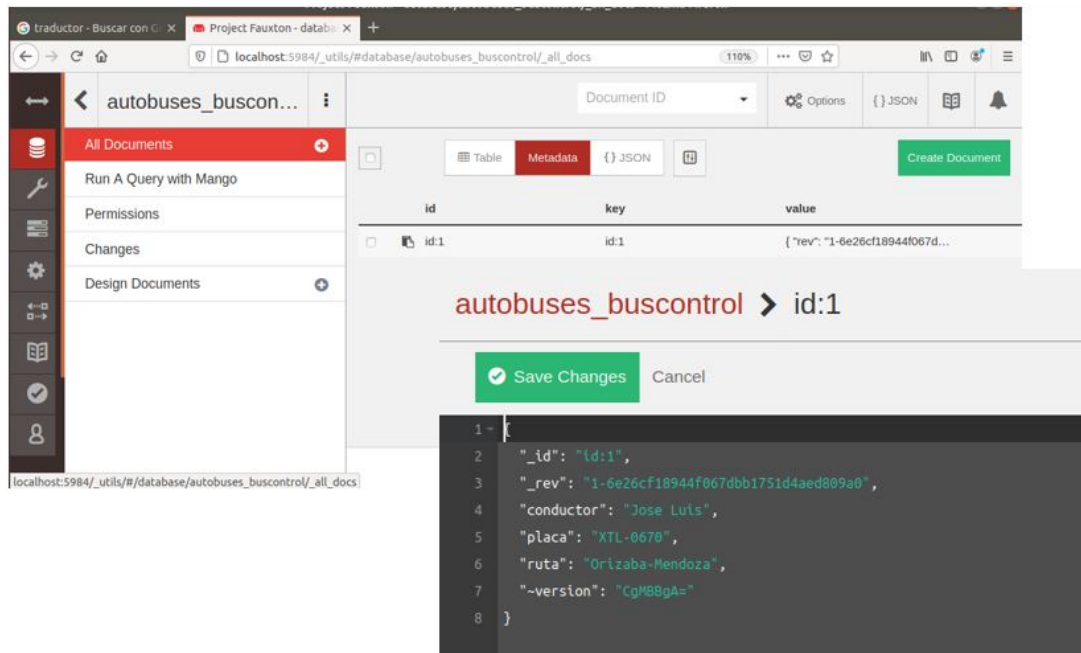 traductor - Buscar con G
Project Fauxton - databa
localhost:5984/_utils/#database/autobuses_buscontrol/_all_docs
110%
autobuses_buscon...
Document ID
Options
{ } JSON
All Documents
Run A Query with Mango
Permissions
Changes
Design Documents
Table
Metadata
{ } JSON
Create Document
id key value
id:1 id:1 { "rev": "1-6e26cf18944f067d...
autobuses_buscontrol > id:1
Save Changes Cancel
1 {
2 "_id": "id:1",
3 "_rev": "1-6e26cf18944f067dbb1751d4aed809a0",
4 "conductor": "Jose Luis",
5 "placa": "XTL-0670",
6 "ruta": "Orizaba-Mendoza",
7 "~version": "CgMBBgA="
8 }
localhost:5984/_utils/#/database/autobuses_buscontrol/_all_docs